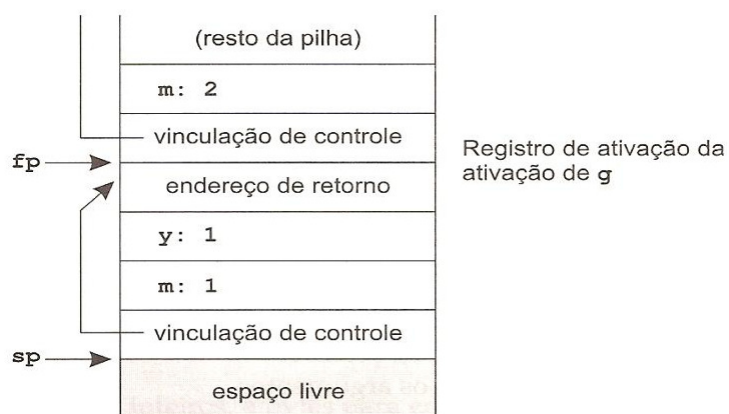 (resto da pilha)
m: 2
vinculação de controle
fp
Registro de ativação da
ativação de g
endereço de retorno
y: 1
m: 1
vinculação de controle
sp
espaço livre